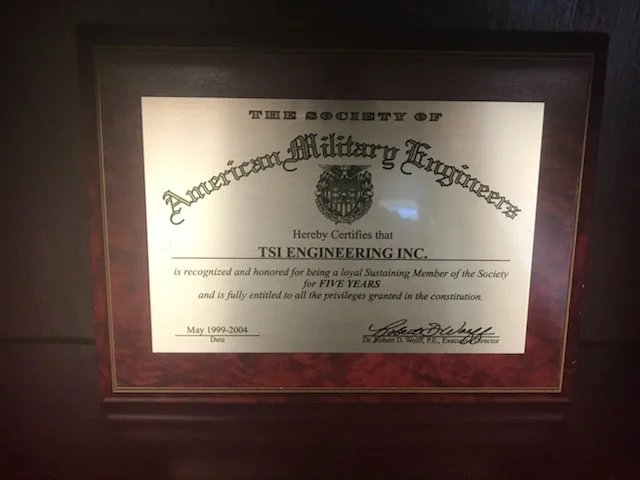 THE SOCIETY OF
American Military Engineers
Hereby Certifies that
TSI ENGINEERING INC.
is recognized and honored for being a loyal Sustaining Member of the Society
for FIVE YEARS
and is fully entitled to all the privileges granted in the constitution.
May 1999-2004
Date
Robert D. Wolff
Dr. Robert D. Wolff, P.E., Executive Director